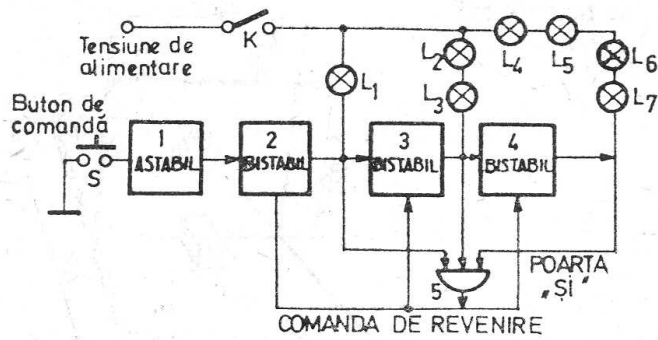 Tensiune de
alimentare
K
L1
L2
L3
L4
L5
L6
L7
Buton de
comandă
S
1
ASTABIL
2
BISTABIL
3
BISTABIL
4
BISTABIL
5
POARTA
„ȘI"
COMANDA DE REVENIRE